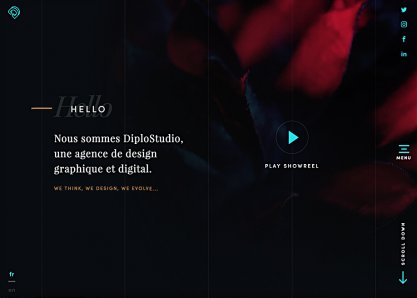 Hello
HELLO
Nous sommes DiploStudio,
une agence de design
graphique et digital.
WE THINK, WE DESIGN, WE EVOLVE...
PLAY SHOWREEL
MENU
SCROLL DOWN
fr
en